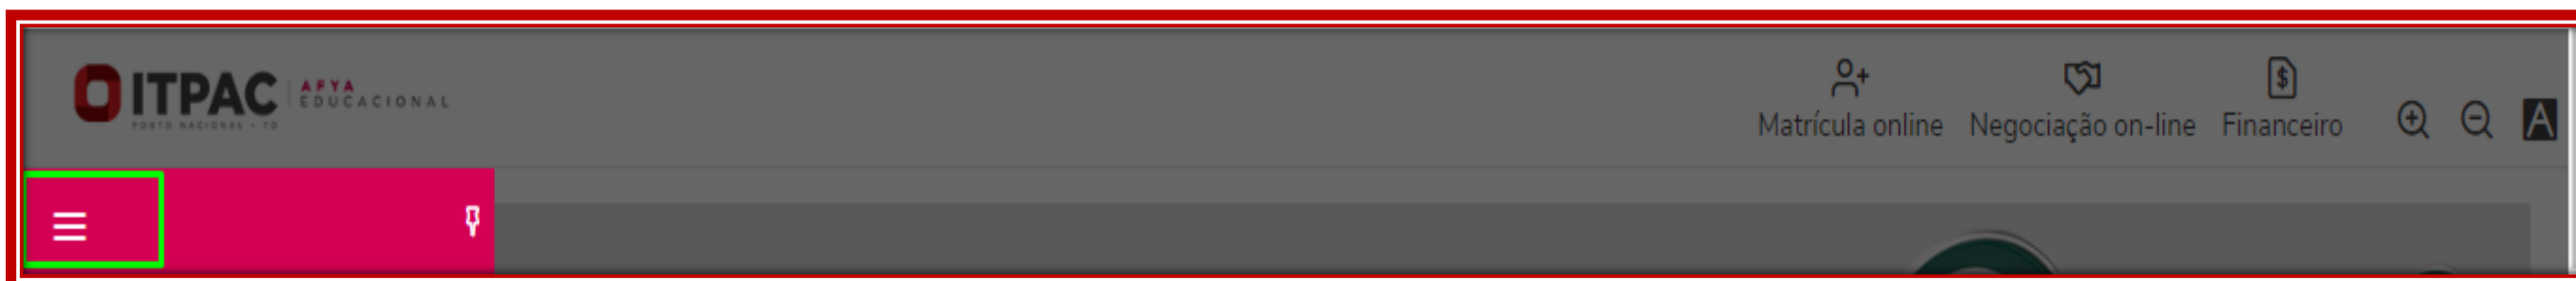 ITPAC
AFYA
EDUCACIONAL
PORTO NACIONAL - TO
Matrícula online
Negociação on-line
Financeiro
A